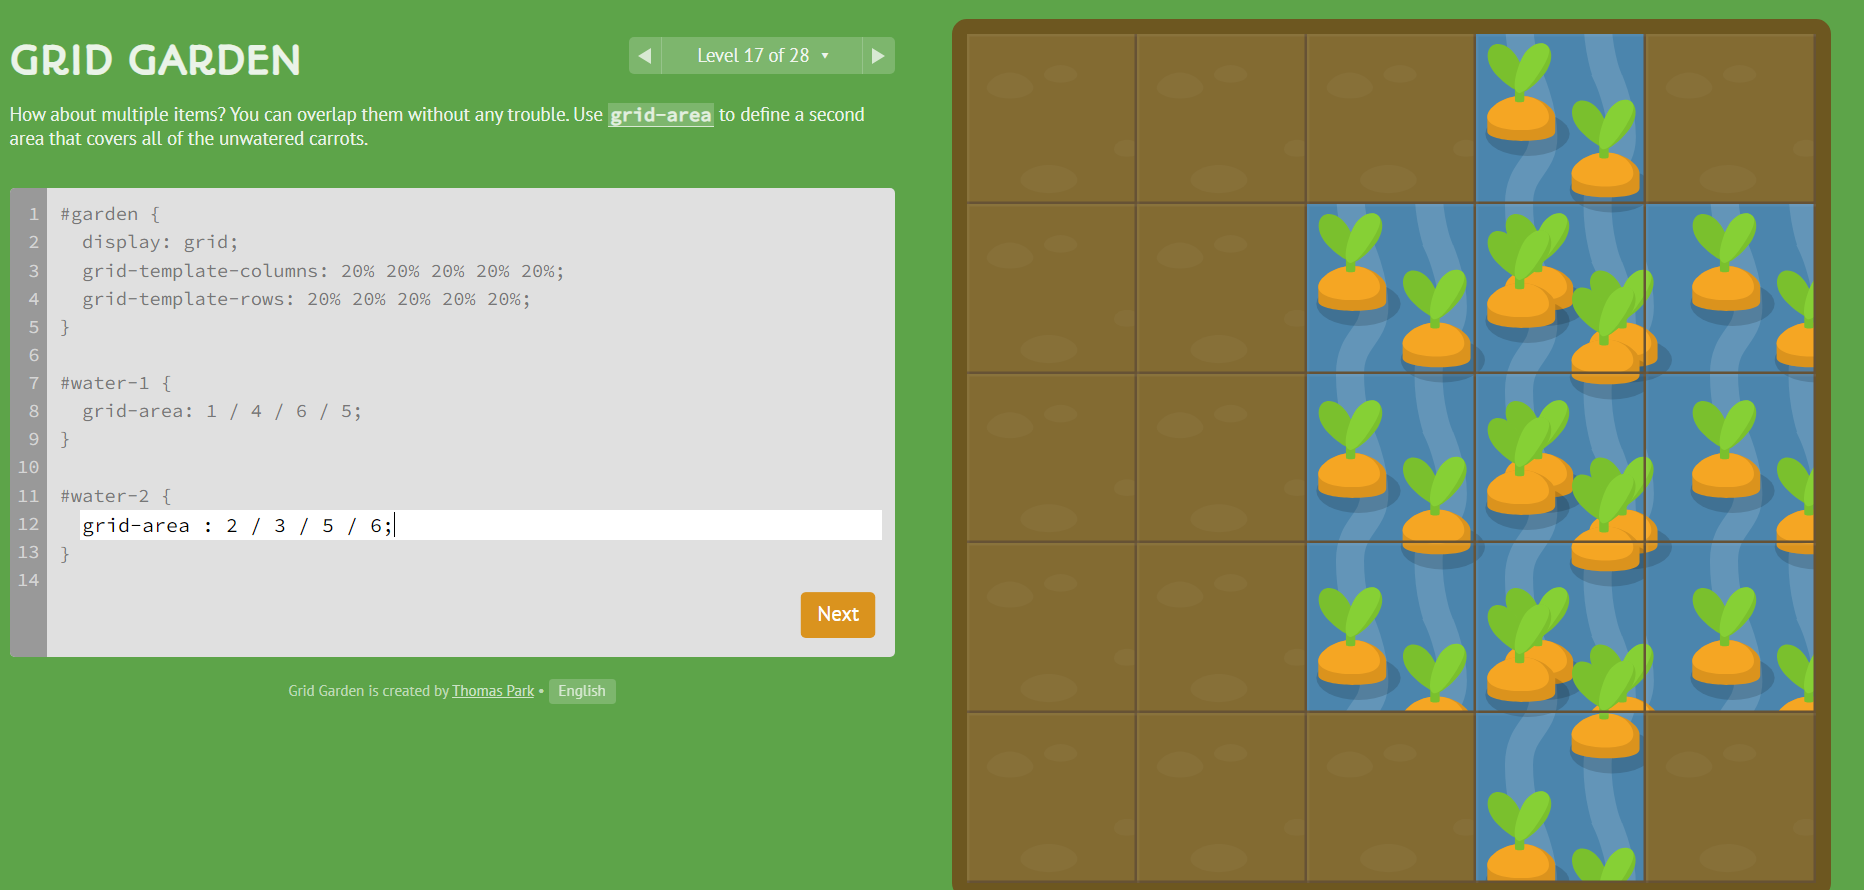 GRID GARDEN
◀ Level 17 of 28 ▾ ▶
How about multiple items? You can overlap them without any trouble. Use grid-area to define a second
area that covers all of the unwatered carrots.
1 #garden {
2 display: grid;
3 grid-template-columns: 20% 20% 20% 20% 20%;
4 grid-template-rows: 20% 20% 20% 20% 20%;
5 }
6
7 #water-1 {
8 grid-area: 1 / 4 / 6 / 5;
9 }
10
11 #water-2 {
12 grid-area : 2 / 3 / 5 / 6;
13 }
14
Next
Grid Garden is created by Thomas Park • English